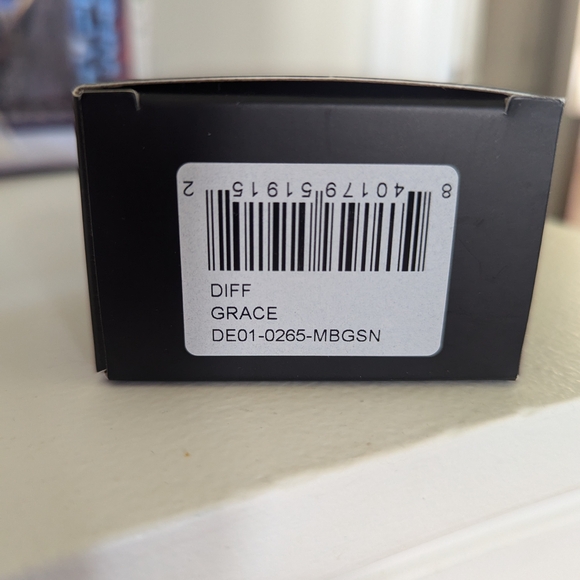 8 40179 51915 2
DIFF
GRACE
DE01-0265-MBGSN